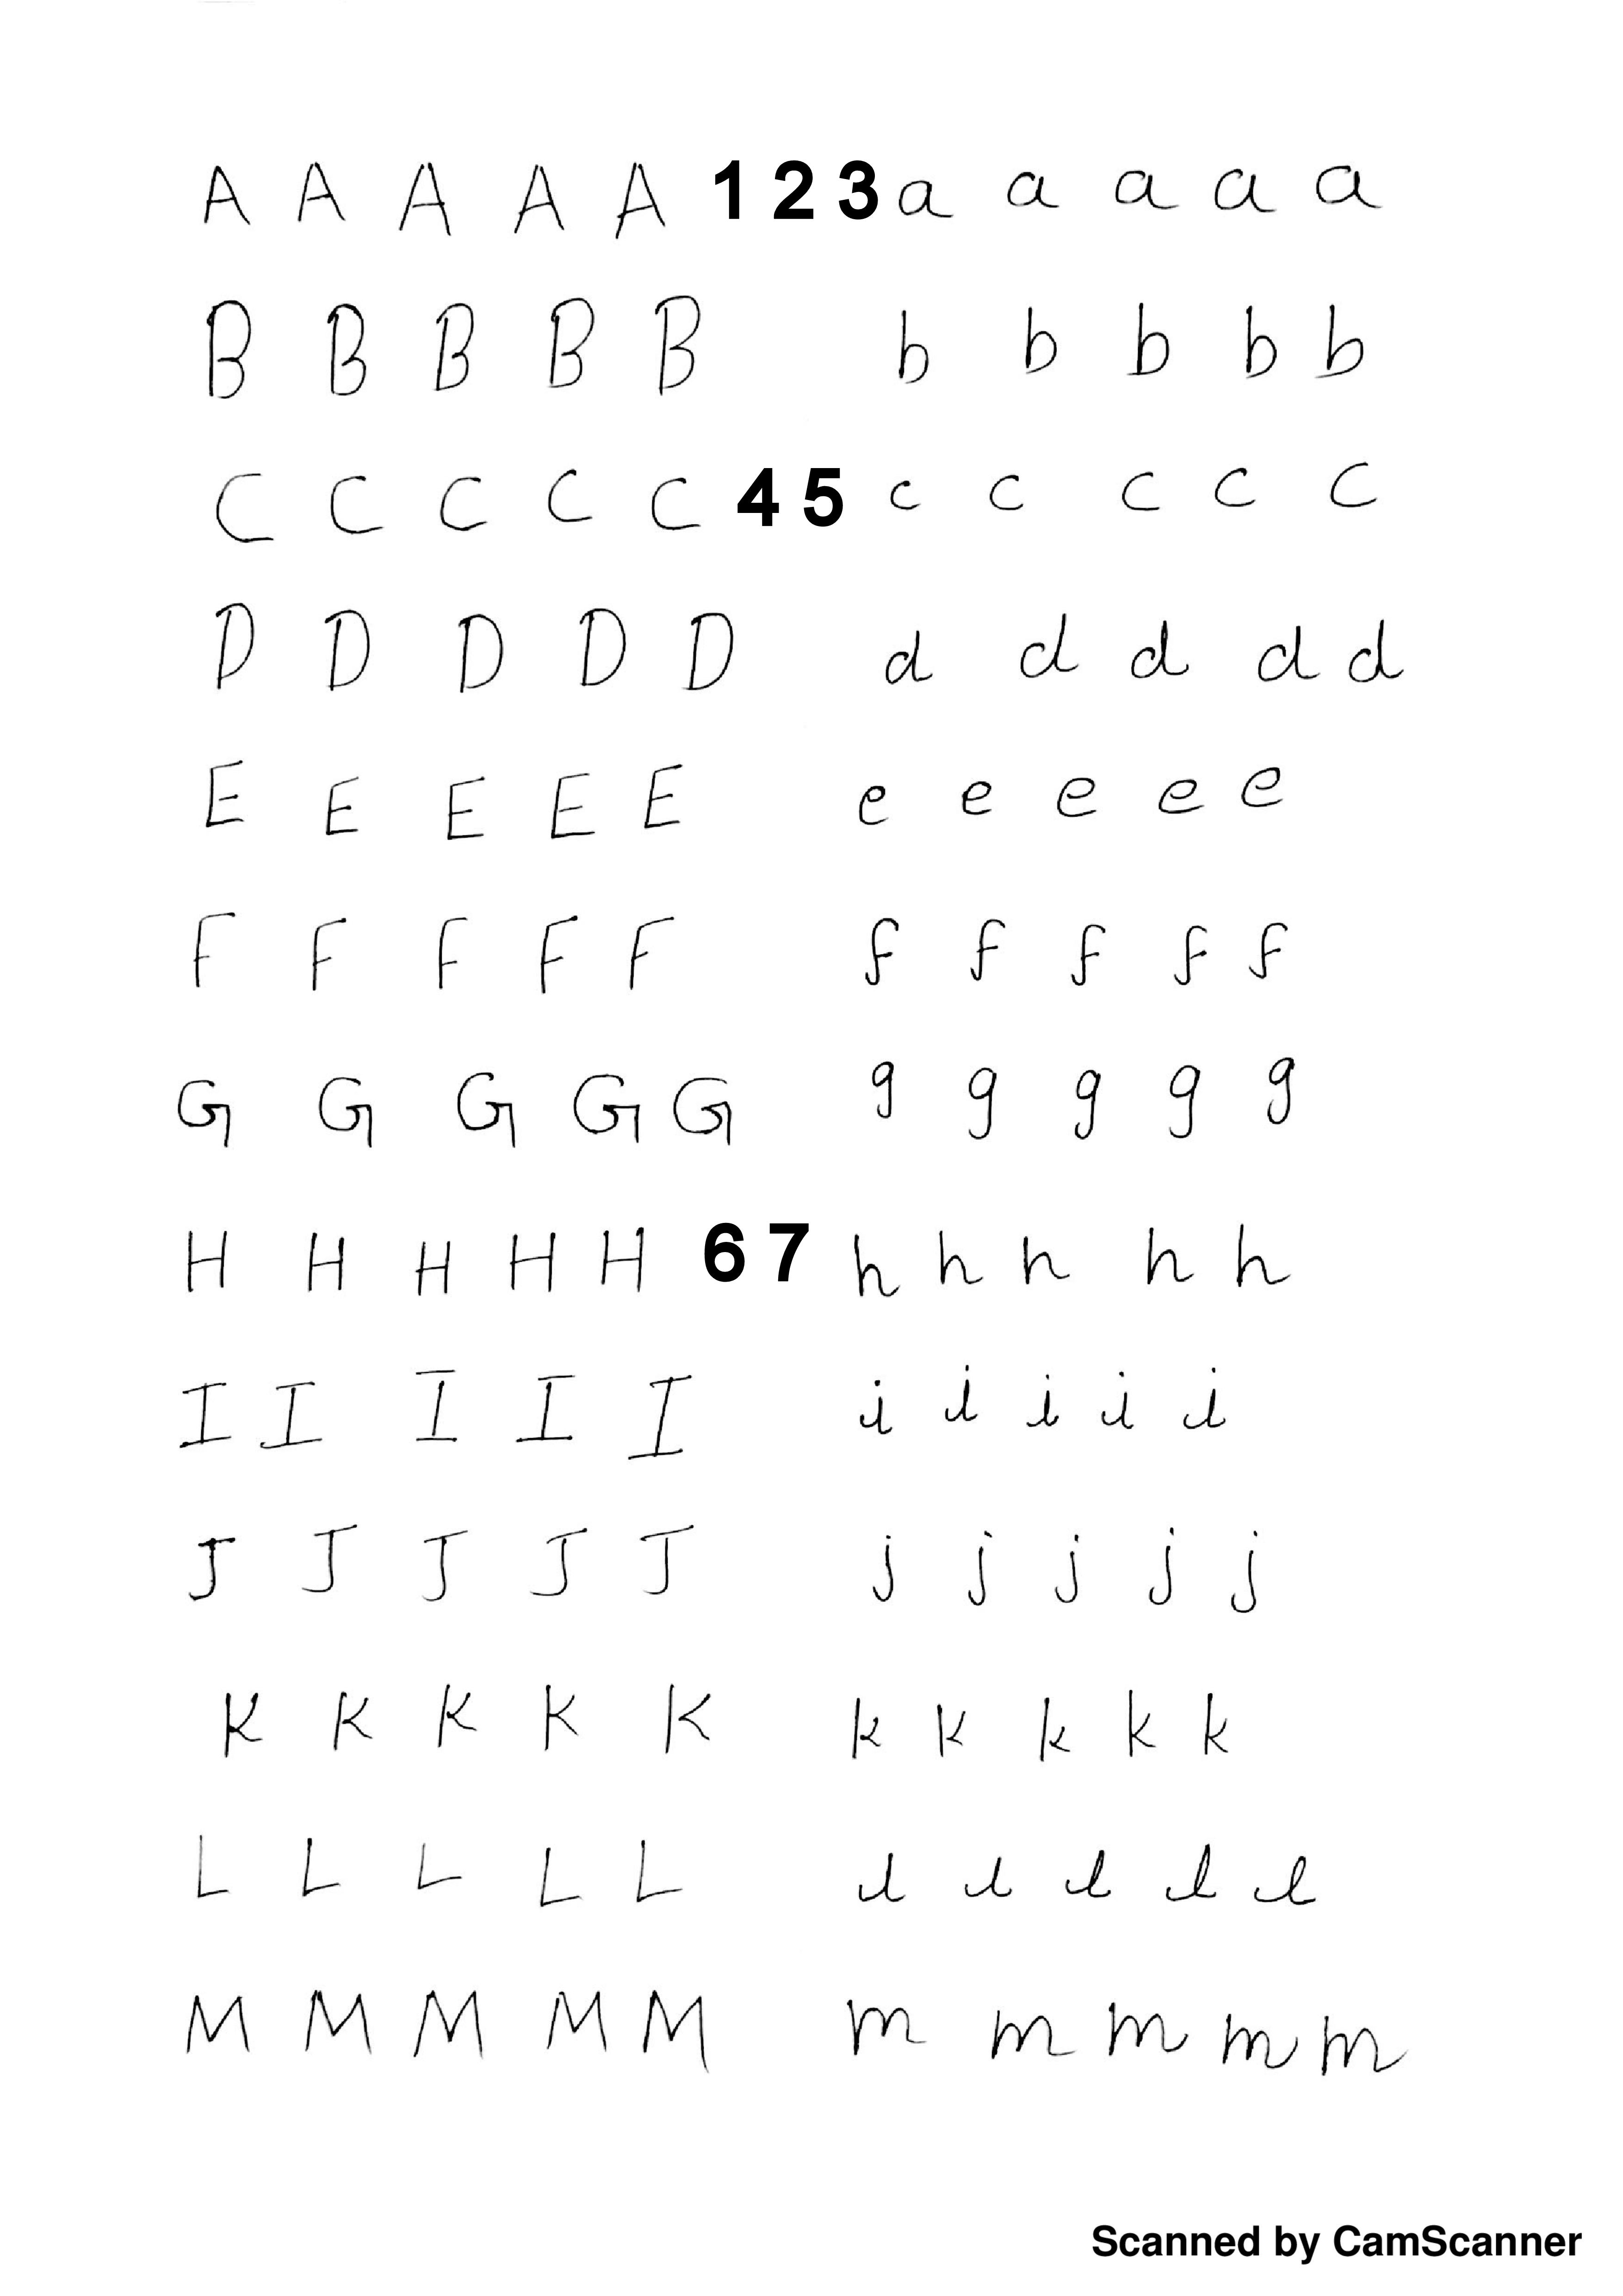 A A A A A 1 2 3 a a a a a
B B B B B b b b b b
C C C C C 4 5 c c c c c
D D D D D d d d d d
E E E E E e e e e e
F F F F F f f f f f
G G G G G g g g g g
H H H H H 6 7 h h h h h
I I I I I i i i i i
J J J J J j j j j j
K K K K K k k k k k
L L L L L l l l l l
M M M M M m m m m m
Scanned by CamScanner